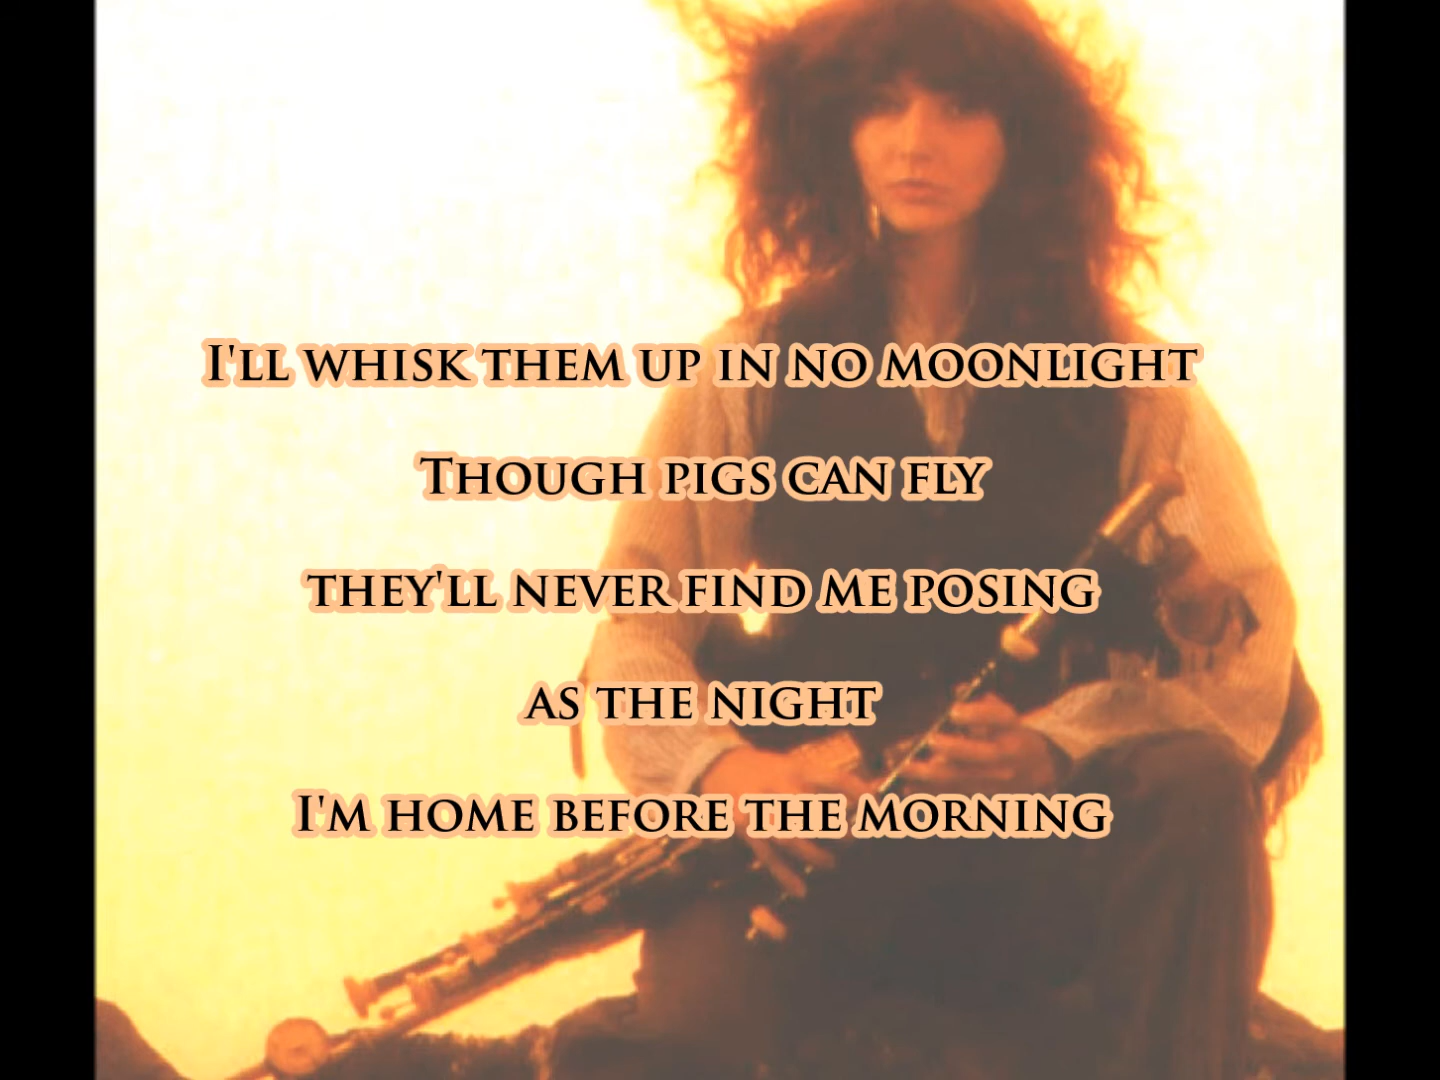 I'll whisk them up in no moonlight
Though pigs can fly
they'll never find me posing
as the night
I'm home before the morning